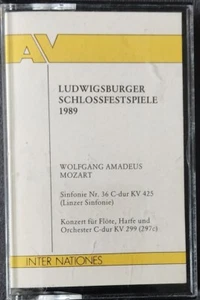 AV
LUDWIGSBURGER
SCHLOSSFESTSPIELE
1989
WOLFGANG AMADEUS
MOZART
Sinfonie Nr. 36 C-dur KV 425
(Linzer Sinfonie)
Konzert für Flöte, Harfe und
Orchester C-dur KV 299 (297c)
INTER NATIONES